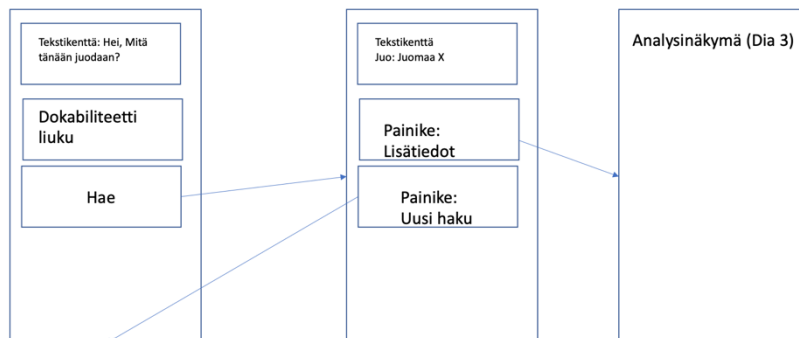 Tekstikenttä: Hei, Mitä
tänään juodaan?
Dokabiliteetti
liuku
Hae
Tekstikenttä
Juo: Juomaa X
Painike:
Lisätiedot
Painike:
Uusi haku
Analysinäkymä (Dia 3)